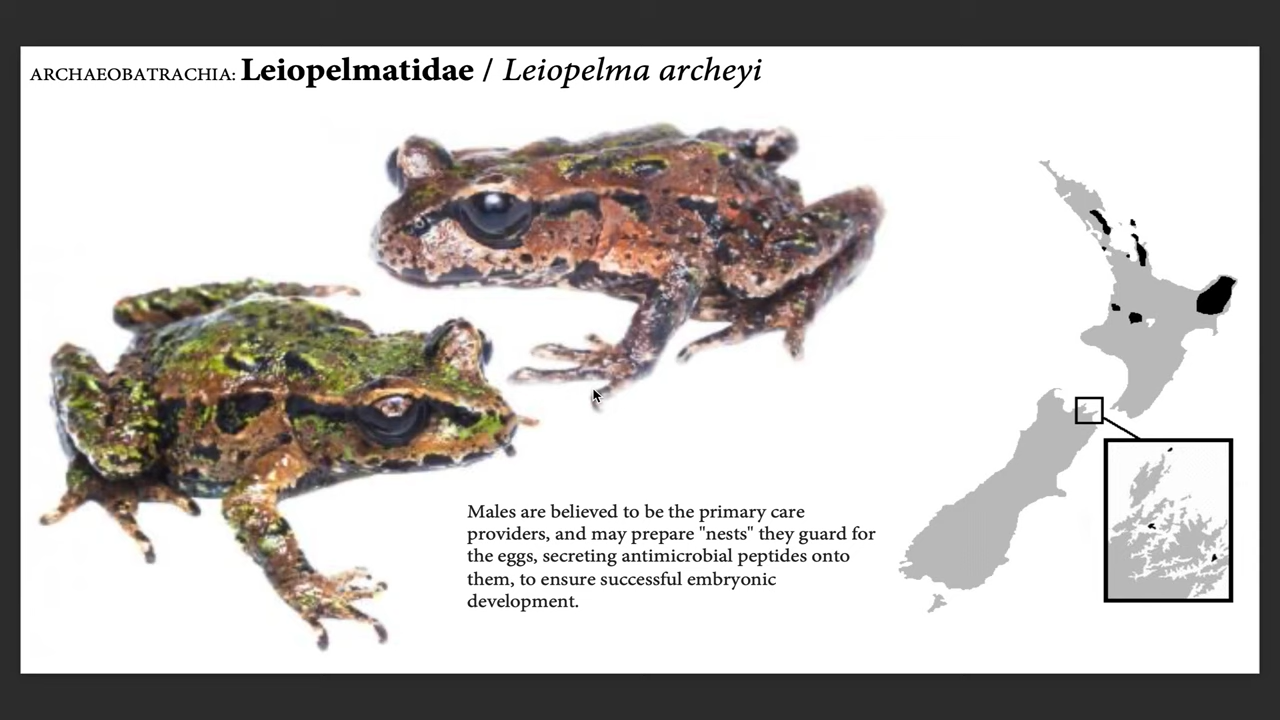 ARCHAEOBATRACHIA: Leiopelmatidae / Leiopelma archeyi
Males are believed to be the primary care
providers, and may prepare "nests" they guard for
the eggs, secreting antimicrobial peptides onto
them, to ensure successful embryonic
development.